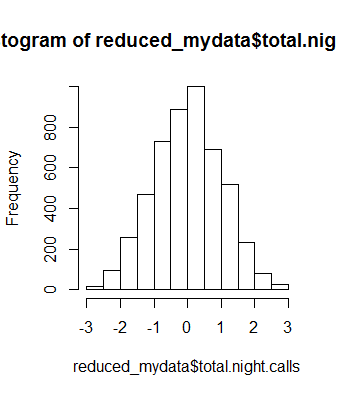 togram of reduced_mydata$total.nig
Frequency
0 200 400 600 800
-3 -2 -1 0 1 2 3
reduced_mydata$total.night.calls